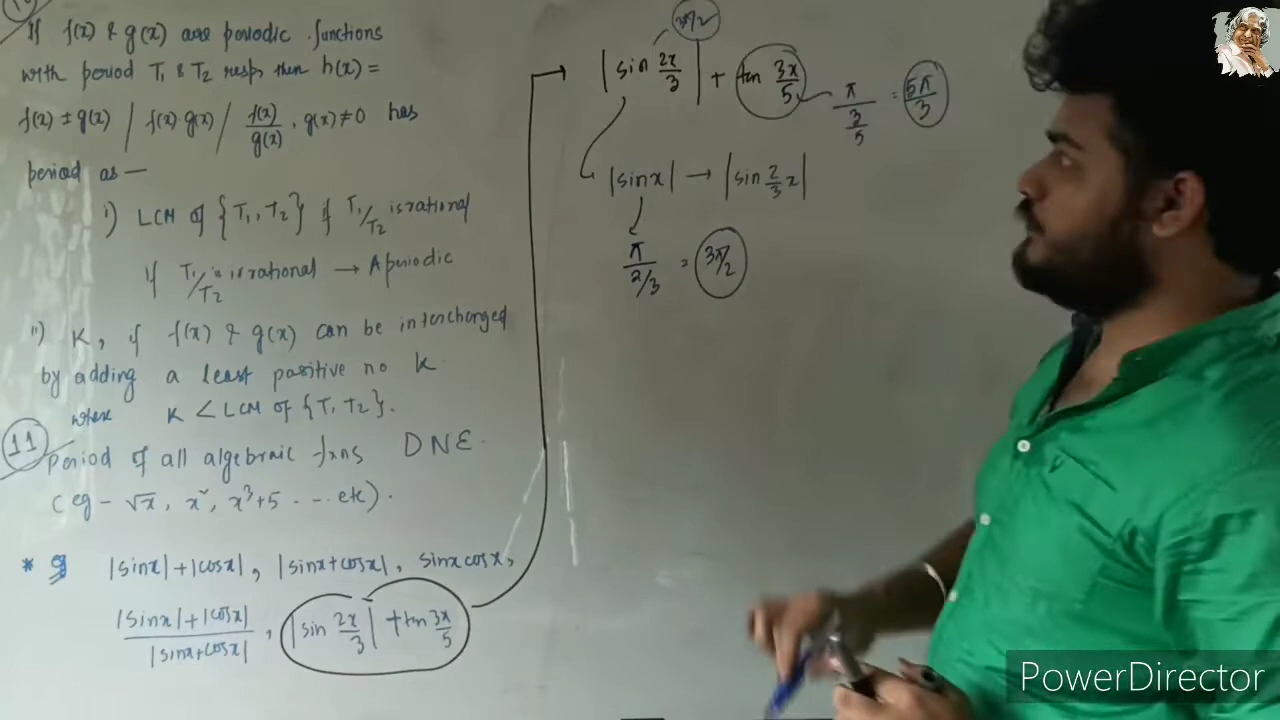 10
If f(x) & g(x) are periodic functions
with period T₁ & T₂ resp, then h(x) =
f(x) ± g(x) / f(x) g(x) / f(x)/g(x) . g(x) ≠ 0 has
period as —
i) LCM of {T₁, T₂} if T₁/T₂ is rational
if T₁/T₂ is irrational → Aperiodic
ii) K, if f(x) & g(x) can be interchanged
by adding a least positive no K.
where K < LCM of {T₁, T₂}.
11
Period of all algebraic fxns DNE.
(eg - √x, x², x³+5 - ... etc).
* eg |sinx|+|cosx|, |sinx+cosx|, sinx cosx,
|sinx|+|cosx| / |sinx+cosx| , |sin 2x/3| + tan 3x/5
3π/2
|sin 2x/3| + tan 3x/5
π / 3/5 = 5π/3
|sinx| → |sin 2/3 x|
π / 2/3 = 3π/2
PowerDirector